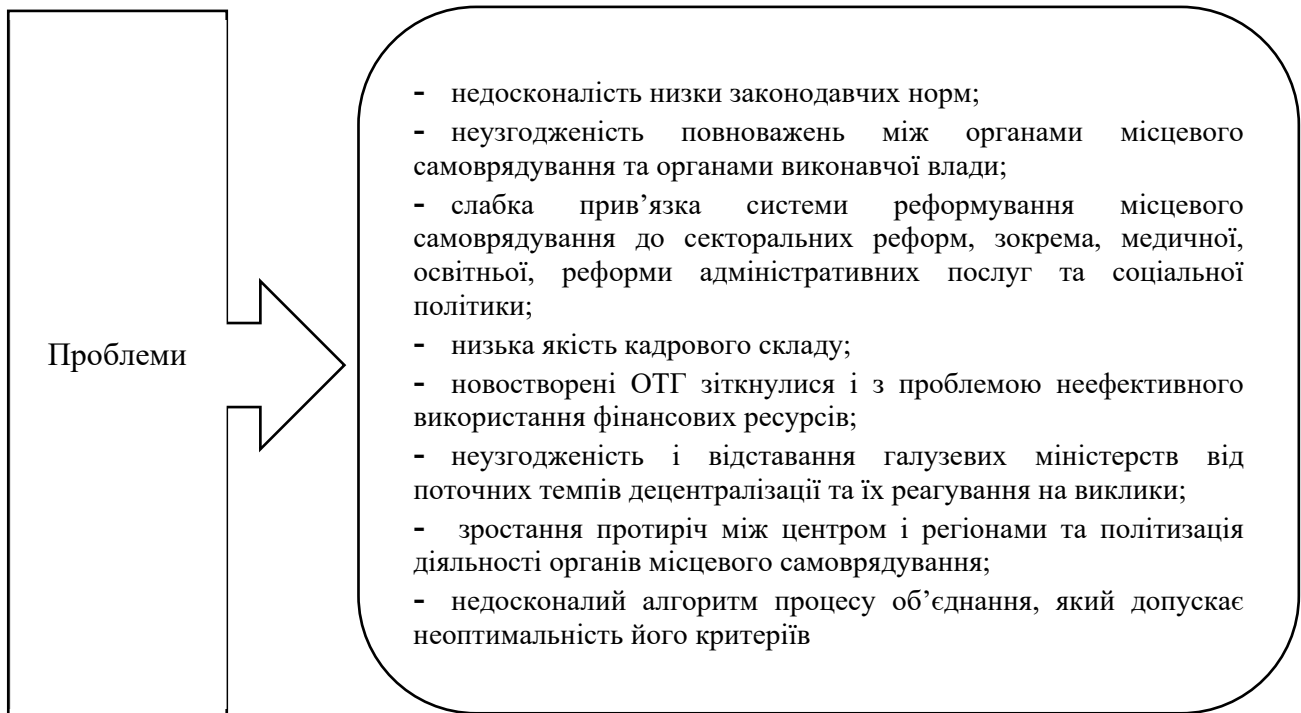 Проблеми
- недосконалість низки законодавчих норм;
- неузгодженість повноважень між органами місцевого
самоврядування та органами виконавчої влади;
- слабка прив’язка системи реформування місцевого
самоврядування до секторальних реформ, зокрема, медичної,
освітньої, реформи адміністративних послуг та соціальної
політики;
- низька якість кадрового складу;
- новостворені ОТГ зіткнулися і з проблемою неефективного
використання фінансових ресурсів;
- неузгодженість і відставання галузевих міністерств від
поточних темпів децентралізації та їх реагування на виклики;
- зростання протиріч між центром і регіонами та політизація
діяльності органів місцевого самоврядування;
- недосконалий алгоритм процесу об’єднання, який допускає
неоптимальність його критеріїв